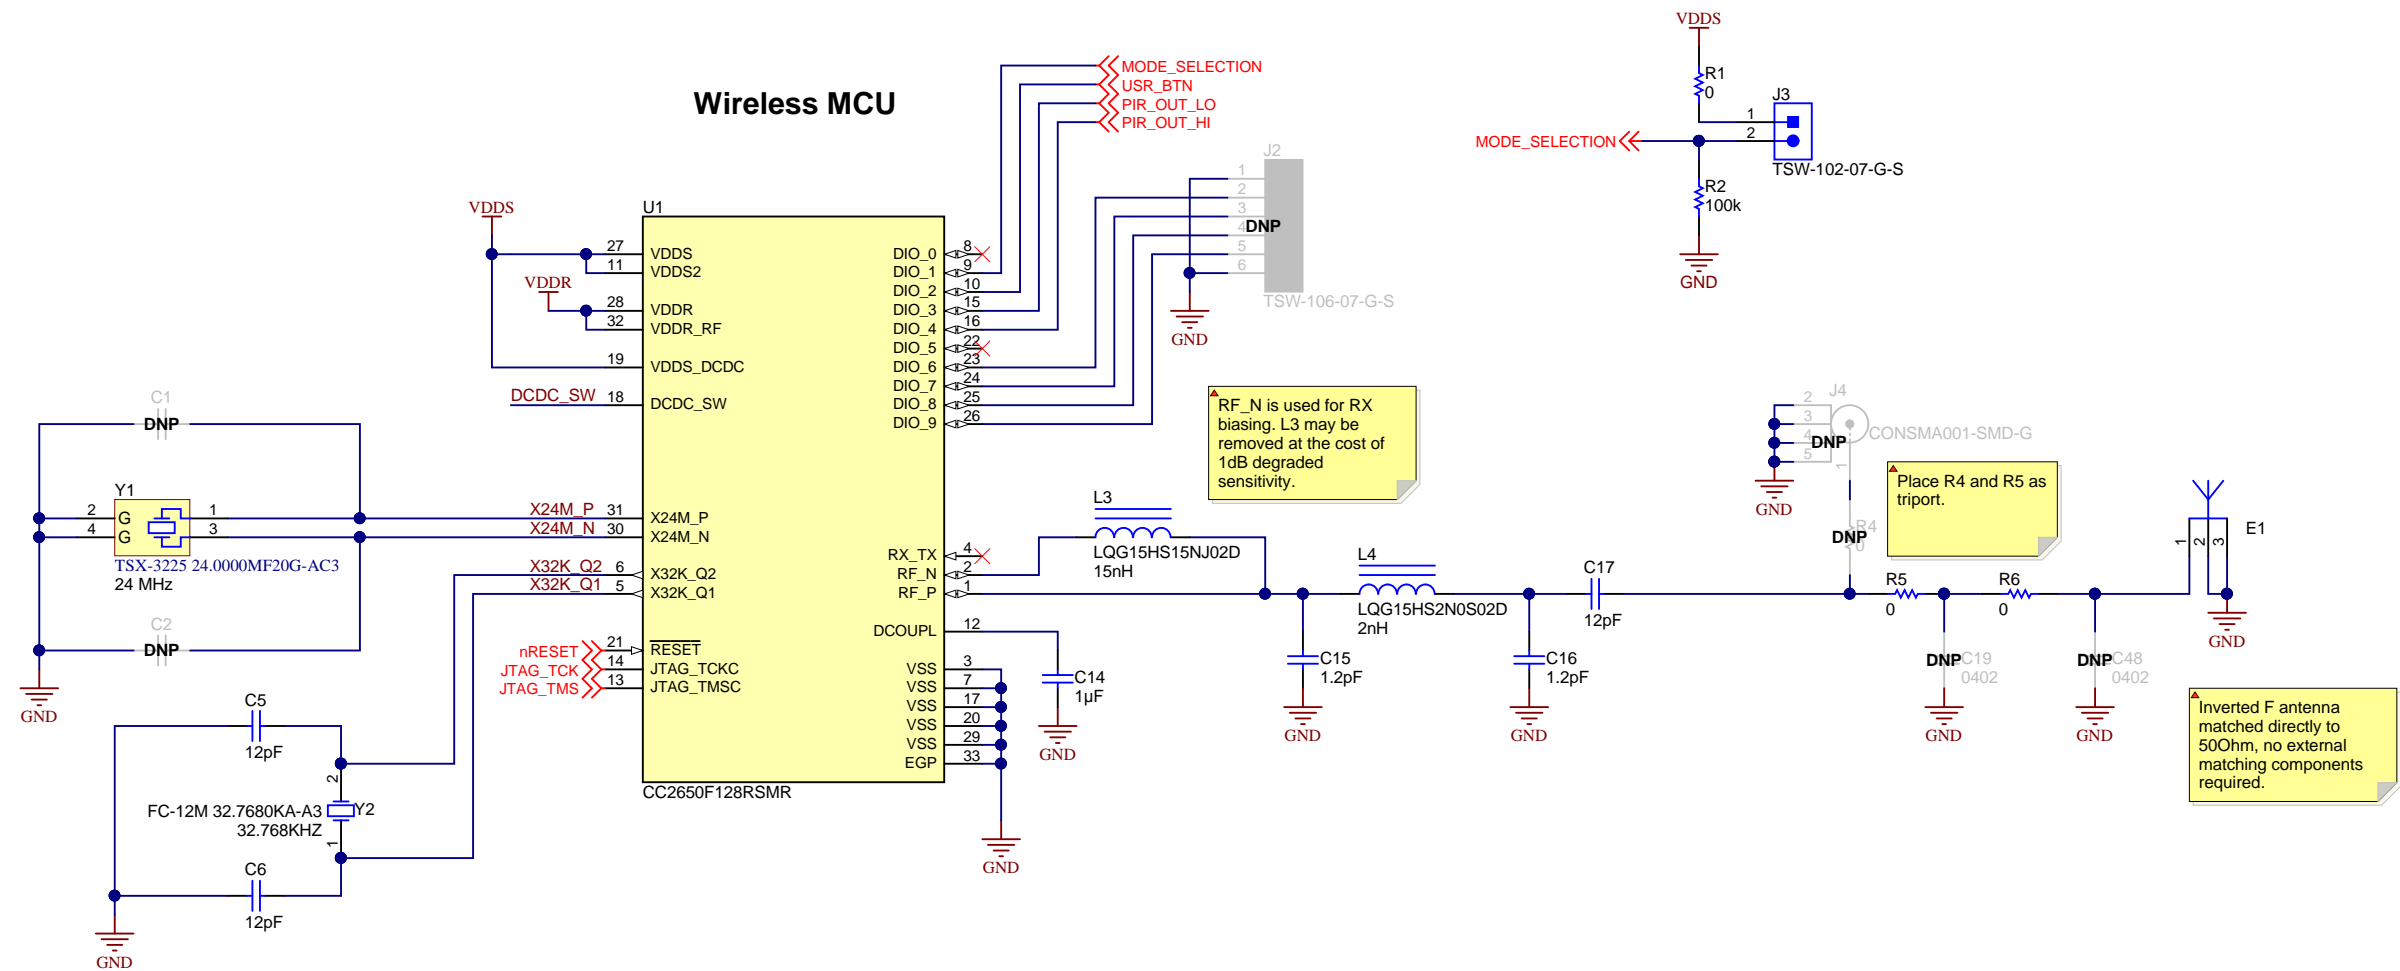 Wireless MCU
MODE_SELECTION
USR_BTN
PIR_OUT_LO
PIR_OUT_HI
VDDS
R1
0
J3
1
2
MODE_SELECTION
TSW-102-07-G-S
R2
100k
GND
J2
1
2
3
4
5
6
DNP
TSW-106-07-G-S
GND
U1
VDDS
VDDR
27 VDDS
11 VDDS2
28 VDDR
32 VDDR_RF
19 VDDS_DCDC
DCDC_SW 18 DCDC_SW
X24M_P 31 X24M_P
X24M_N 30 X24M_N
X32K_Q2 6 X32K_Q2
X32K_Q1 5 X32K_Q1
nRESET 21 RESET
JTAG_TCK 14 JTAG_TCKC
JTAG_TMS 13 JTAG_TMSC
DIO_0 8
DIO_1 9
DIO_2 10
DIO_3 15
DIO_4 16
DIO_5 22
DIO_6 23
DIO_7 24
DIO_8 25
DIO_9 26
RX_TX 4
RF_N 2
RF_P 1
DCOUPL 12
VSS 3
VSS 7
VSS 17
VSS 20
VSS 29
EGP 33
CC2650F128RSMR
GND
C14
1µF
GND
C1
DNP
Y1
2 G 1
4 G 3
TSX-3225 24.0000MF20G-AC3
24 MHz
C2
DNP
GND
C5
12pF
2
FC-12M 32.7680KA-A3
Y2
32.768KHZ
1
C6
12pF
GND
RF_N is used for RX
biasing. L3 may be
removed at the cost of
1dB degraded
sensitivity.
L3
LQG15HS15NJ02D
15nH
L4
LQG15HS2N0S02D
2nH
C15
1.2pF
GND
C16
1.2pF
GND
C17
12pF
J4
2
3
4
5
1
DNP
CONSMA001-SMD-G
GND
R4
DNP
0
Place R4 and R5 as
triport.
R5
0
R6
0
DNP C19
0402
GND
DNP C48
0402
GND
E1
1
2
3
GND
Inverted F antenna
matched directly to
50Ohm, no external
matching components
required.